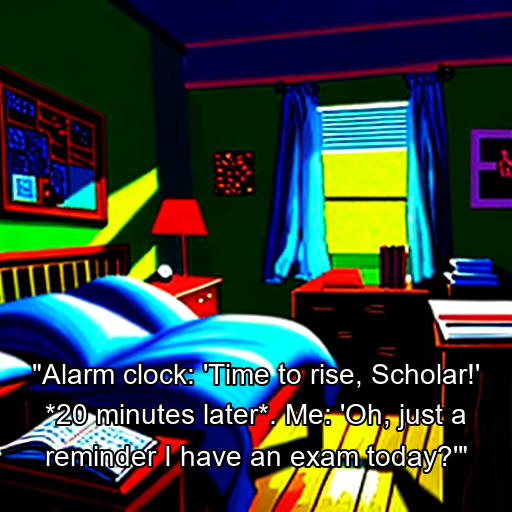 "Alarm clock: 'Time to rise, Scholar!'
*20 minutes later*. Me: 'Oh, just a
reminder I have an exam today?'"